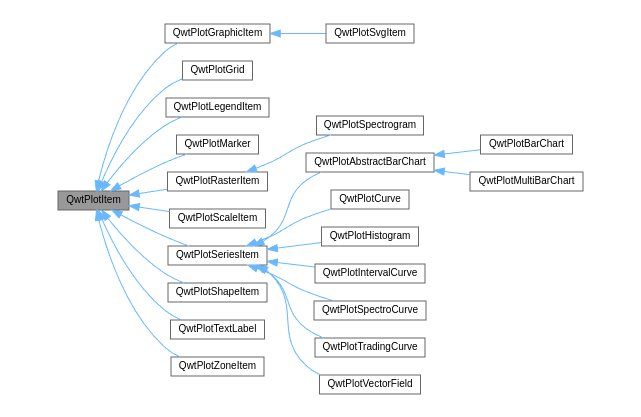 QwtPlotGraphicItem
QwtPlotSvgItem
QwtPlotGrid
QwtPlotLegendItem
QwtPlotSpectrogram
QwtPlotMarker
QwtPlotBarChart
QwtPlotAbstractBarChart
QwtPlotRasterItem
QwtPlotMultiBarChart
QwtPlotItem
QwtPlotCurve
QwtPlotScaleItem
QwtPlotHistogram
QwtPlotSeriesItem
QwtPlotIntervalCurve
QwtPlotShapeItem
QwtPlotSpectroCurve
QwtPlotTextLabel
QwtPlotTradingCurve
QwtPlotZoneItem
QwtPlotVectorField